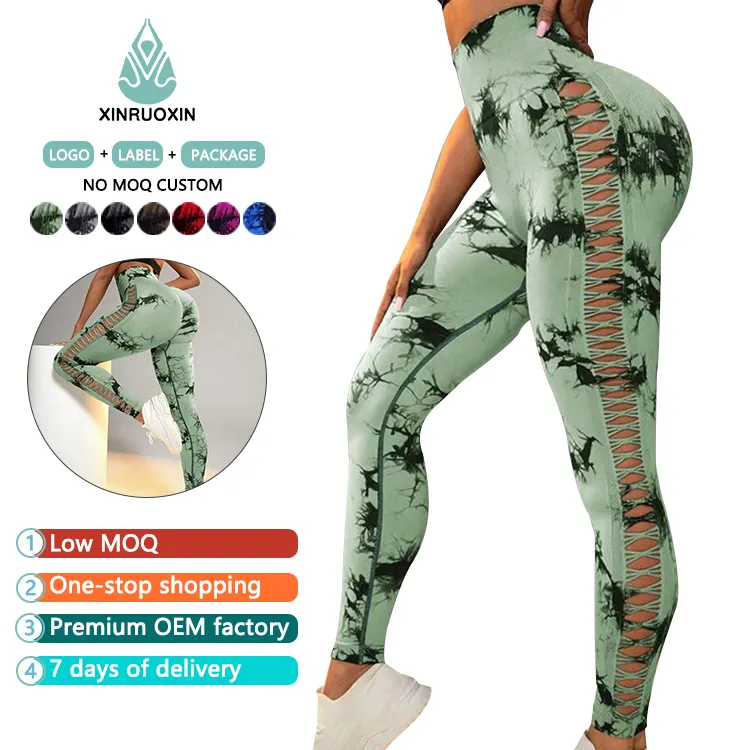 XINRUOXIN
LOGO + LABEL + PACKAGE
NO MOQ CUSTOM
1 Low MOQ
2 One-stop shopping
3 Premium OEM factory
4 7 days of delivery